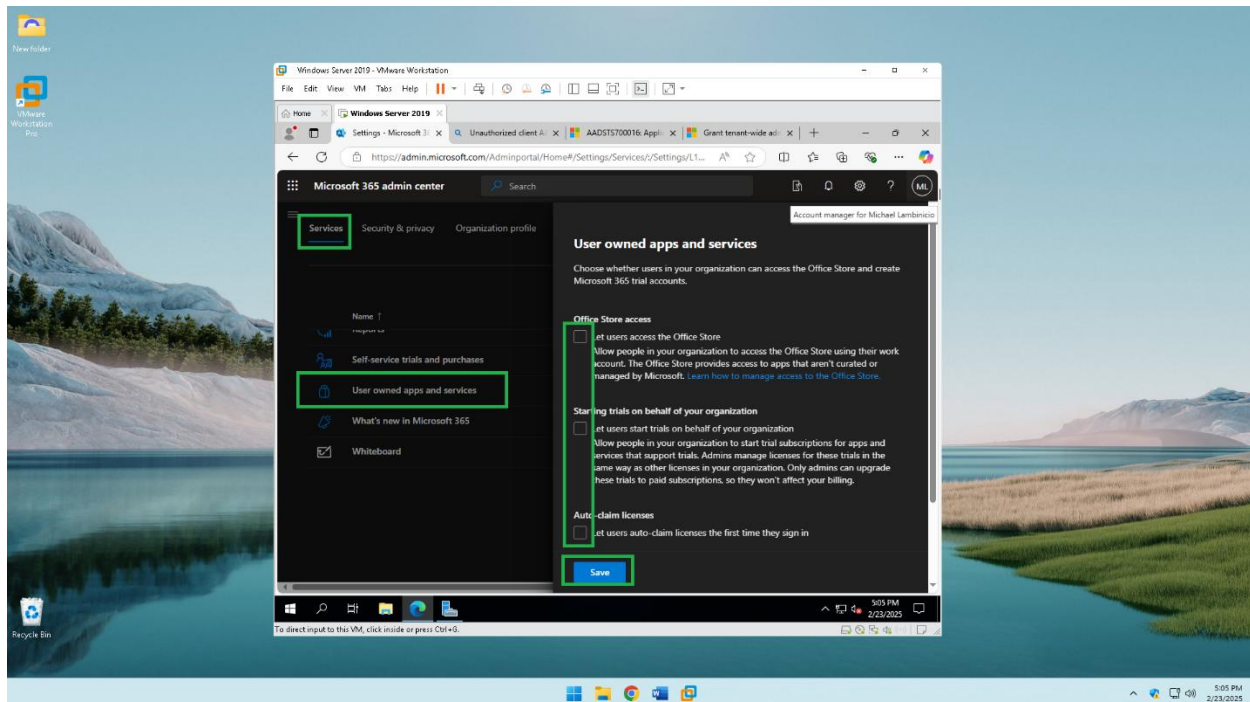 New folder
VMware
Workstation
Pro
Recycle Bin
Windows Server 2019 - VMware Workstation
File Edit View VM Tabs Help
Home
Windows Server 2019
Settings - Microsoft 3
Unauthorized client A
AADSTS700016: Applic
Grant tenant-wide ad
https://admin.microsoft.com/Adminportal/Home#/Settings/Services/:/Settings/L1...
Microsoft 365 admin center
Search
ML
Account manager for Michael Lambinicio
Services Security & privacy Organization profile
Name ↑
Reports
Self-service trials and purchases
User owned apps and services
What's new in Microsoft 365
Whiteboard
User owned apps and services
Choose whether users in your organization can access the Office Store and create
Microsoft 365 trial accounts.
Office Store access
Let users access the Office Store
Allow people in your organization to access the Office Store using their work
account. The Office Store provides access to apps that aren't curated or
managed by Microsoft. Learn how to manage access to the Office Store.
Starting trials on behalf of your organization
Let users start trials on behalf of your organization
Allow people in your organization to start trial subscriptions for apps and
services that support trials. Admins manage licenses for these trials in the
same way as other licenses in your organization. Only admins can upgrade
these trials to paid subscriptions, so they won't affect your billing.
Auto-claim licenses
Let users auto-claim licenses the first time they sign in
Save
5:05 PM
2/23/2025
To direct input to this VM, click inside or press Ctrl+G.
5:05 PM
2/23/2025